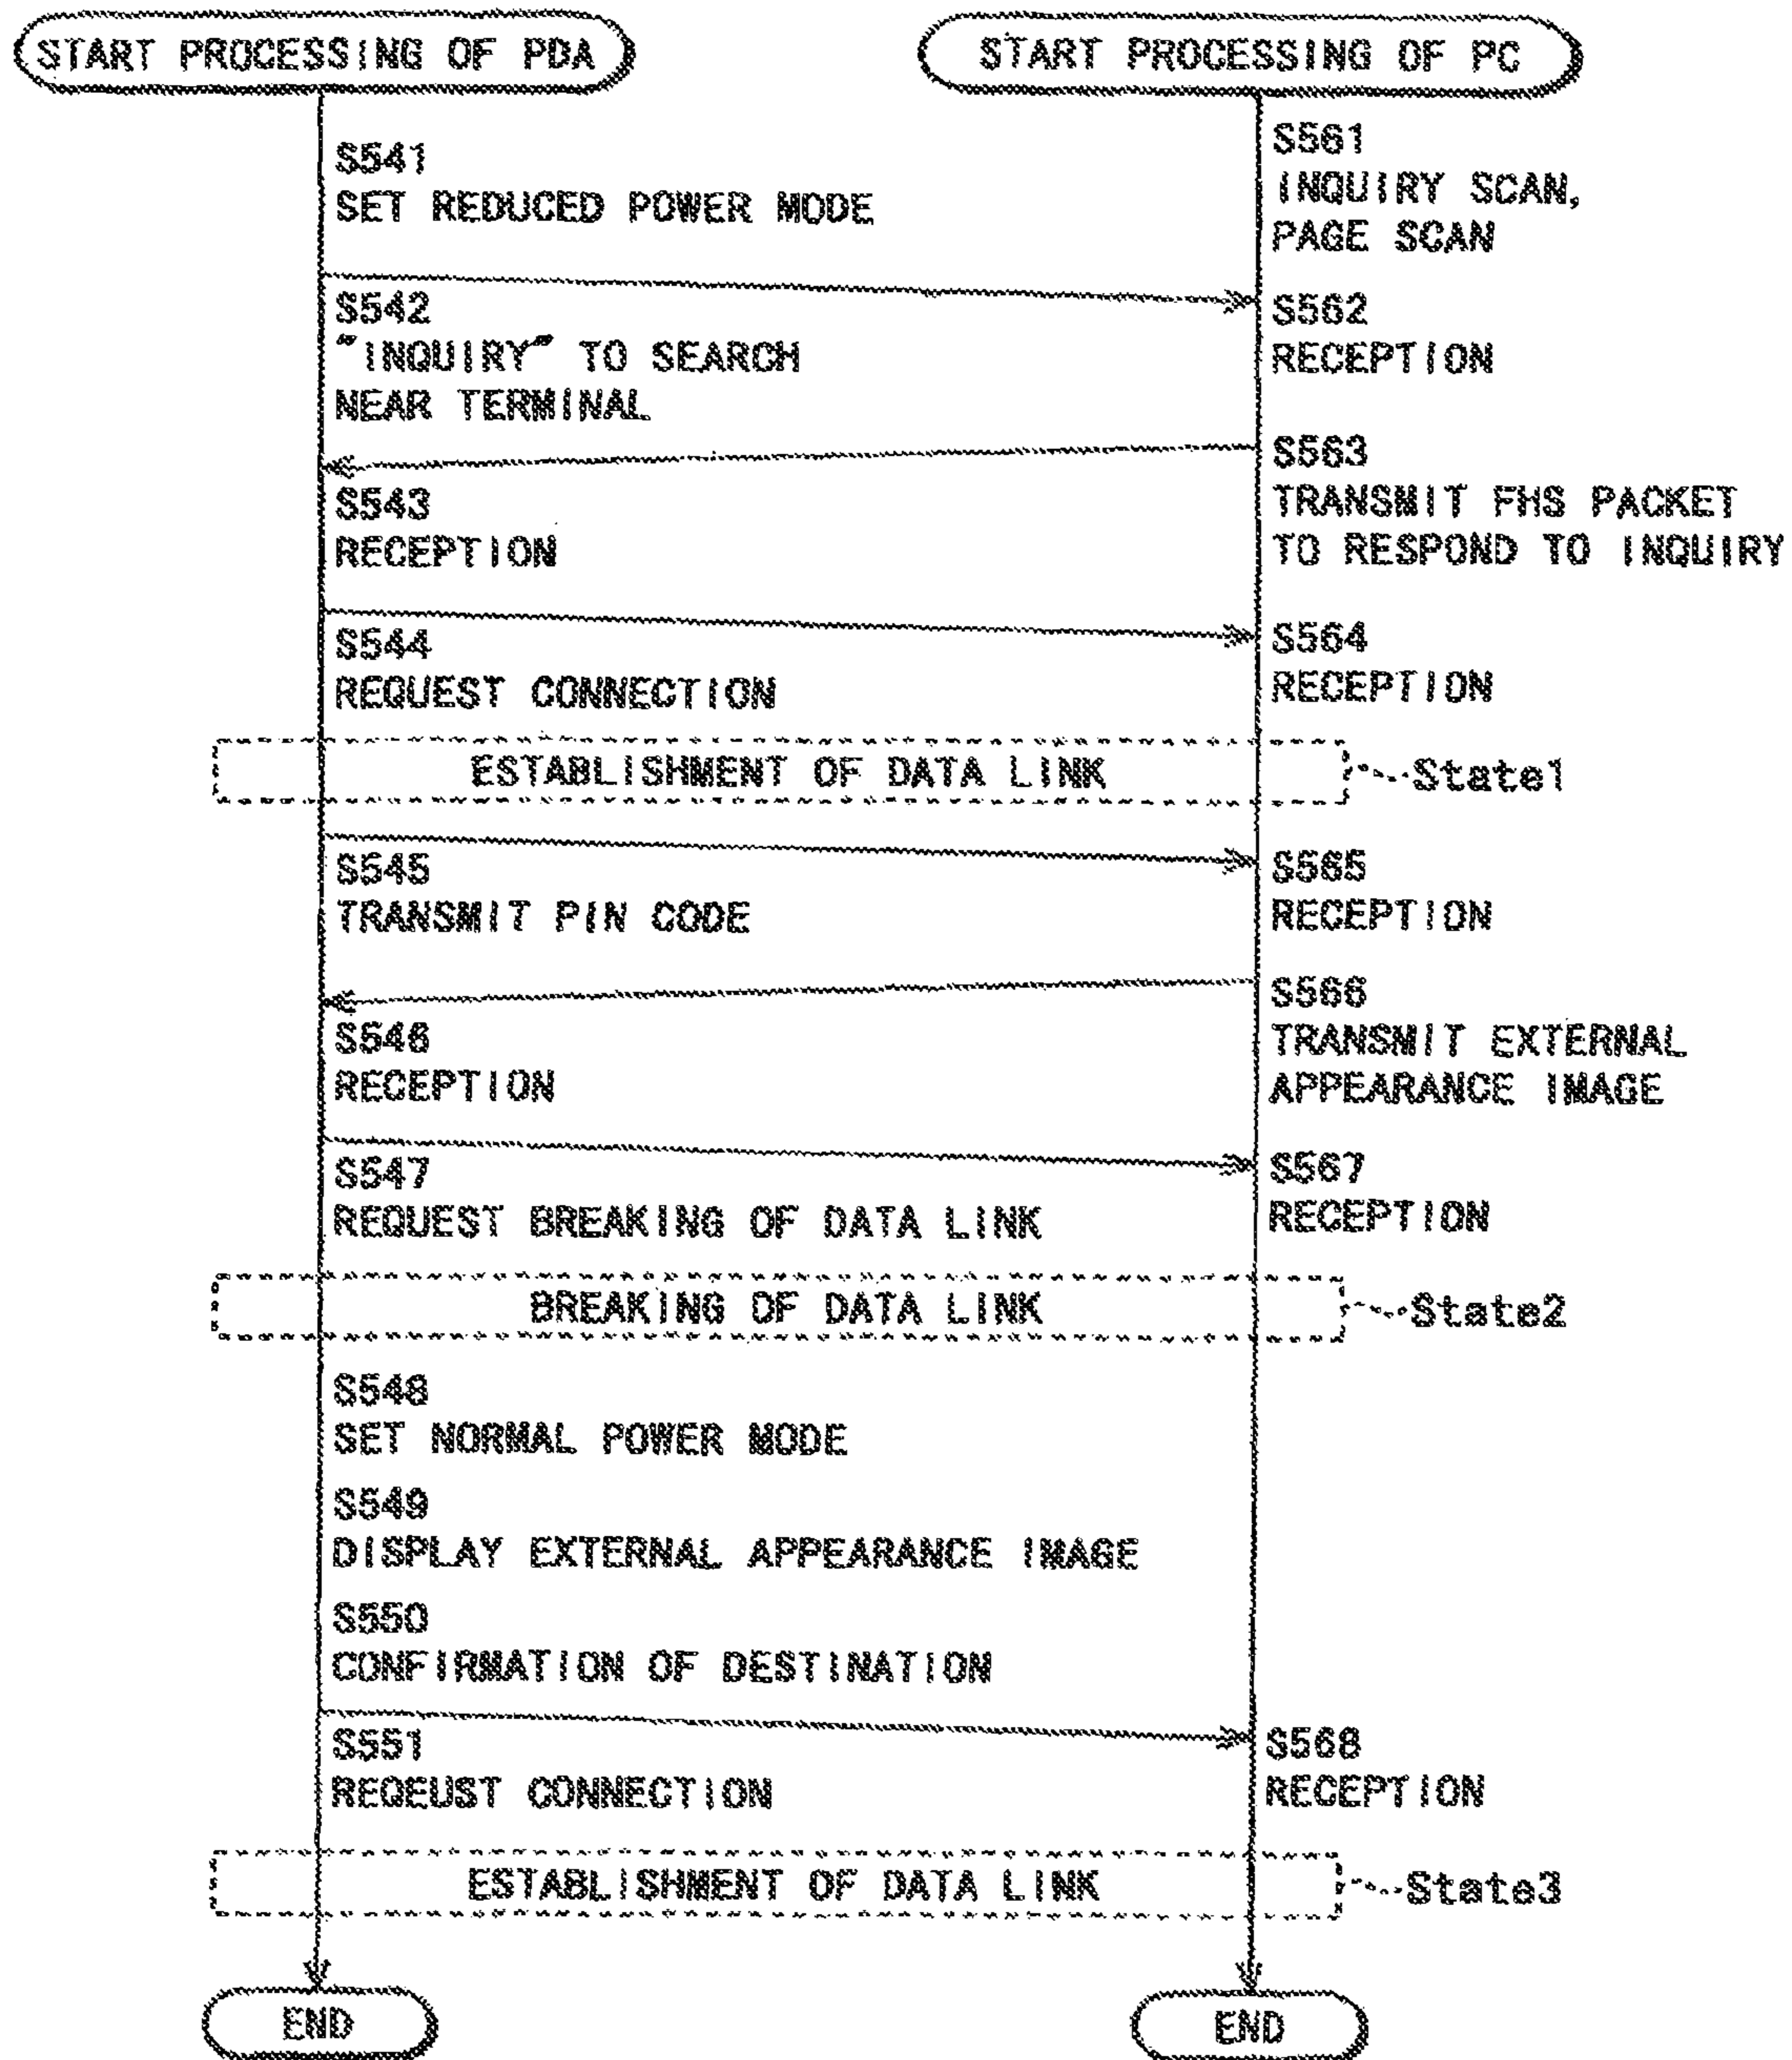 START PROCESSING OF PDA
START PROCESSING OF PC
S541
SET REDUCED POWER MODE
S561
INQUIRY SCAN,
PAGE SCAN
S542
"INQUIRY" TO SEARCH
NEAR TERMINAL
S562
RECEPTION
S563
TRANSMIT FHS PACKET
TO RESPOND TO INQUIRY
S543
RECEPTION
S544
REQUEST CONNECTION
S564
RECEPTION
ESTABLISHMENT OF DATA LINK
State1
S545
TRANSMIT PIN CODE
S565
RECEPTION
S566
TRANSMIT EXTERNAL
APPEARANCE IMAGE
S546
RECEPTION
S547
REQUEST BREAKING OF DATA LINK
S567
RECEPTION
BREAKING OF DATA LINK
State2
S548
SET NORMAL POWER MODE
S549
DISPLAY EXTERNAL APPEARANCE IMAGE
S550
CONFIRMATION OF DESTINATION
S551
REQEUST CONNECTION
S568
RECEPTION
ESTABLISHMENT OF DATA LINK
State3
END
END